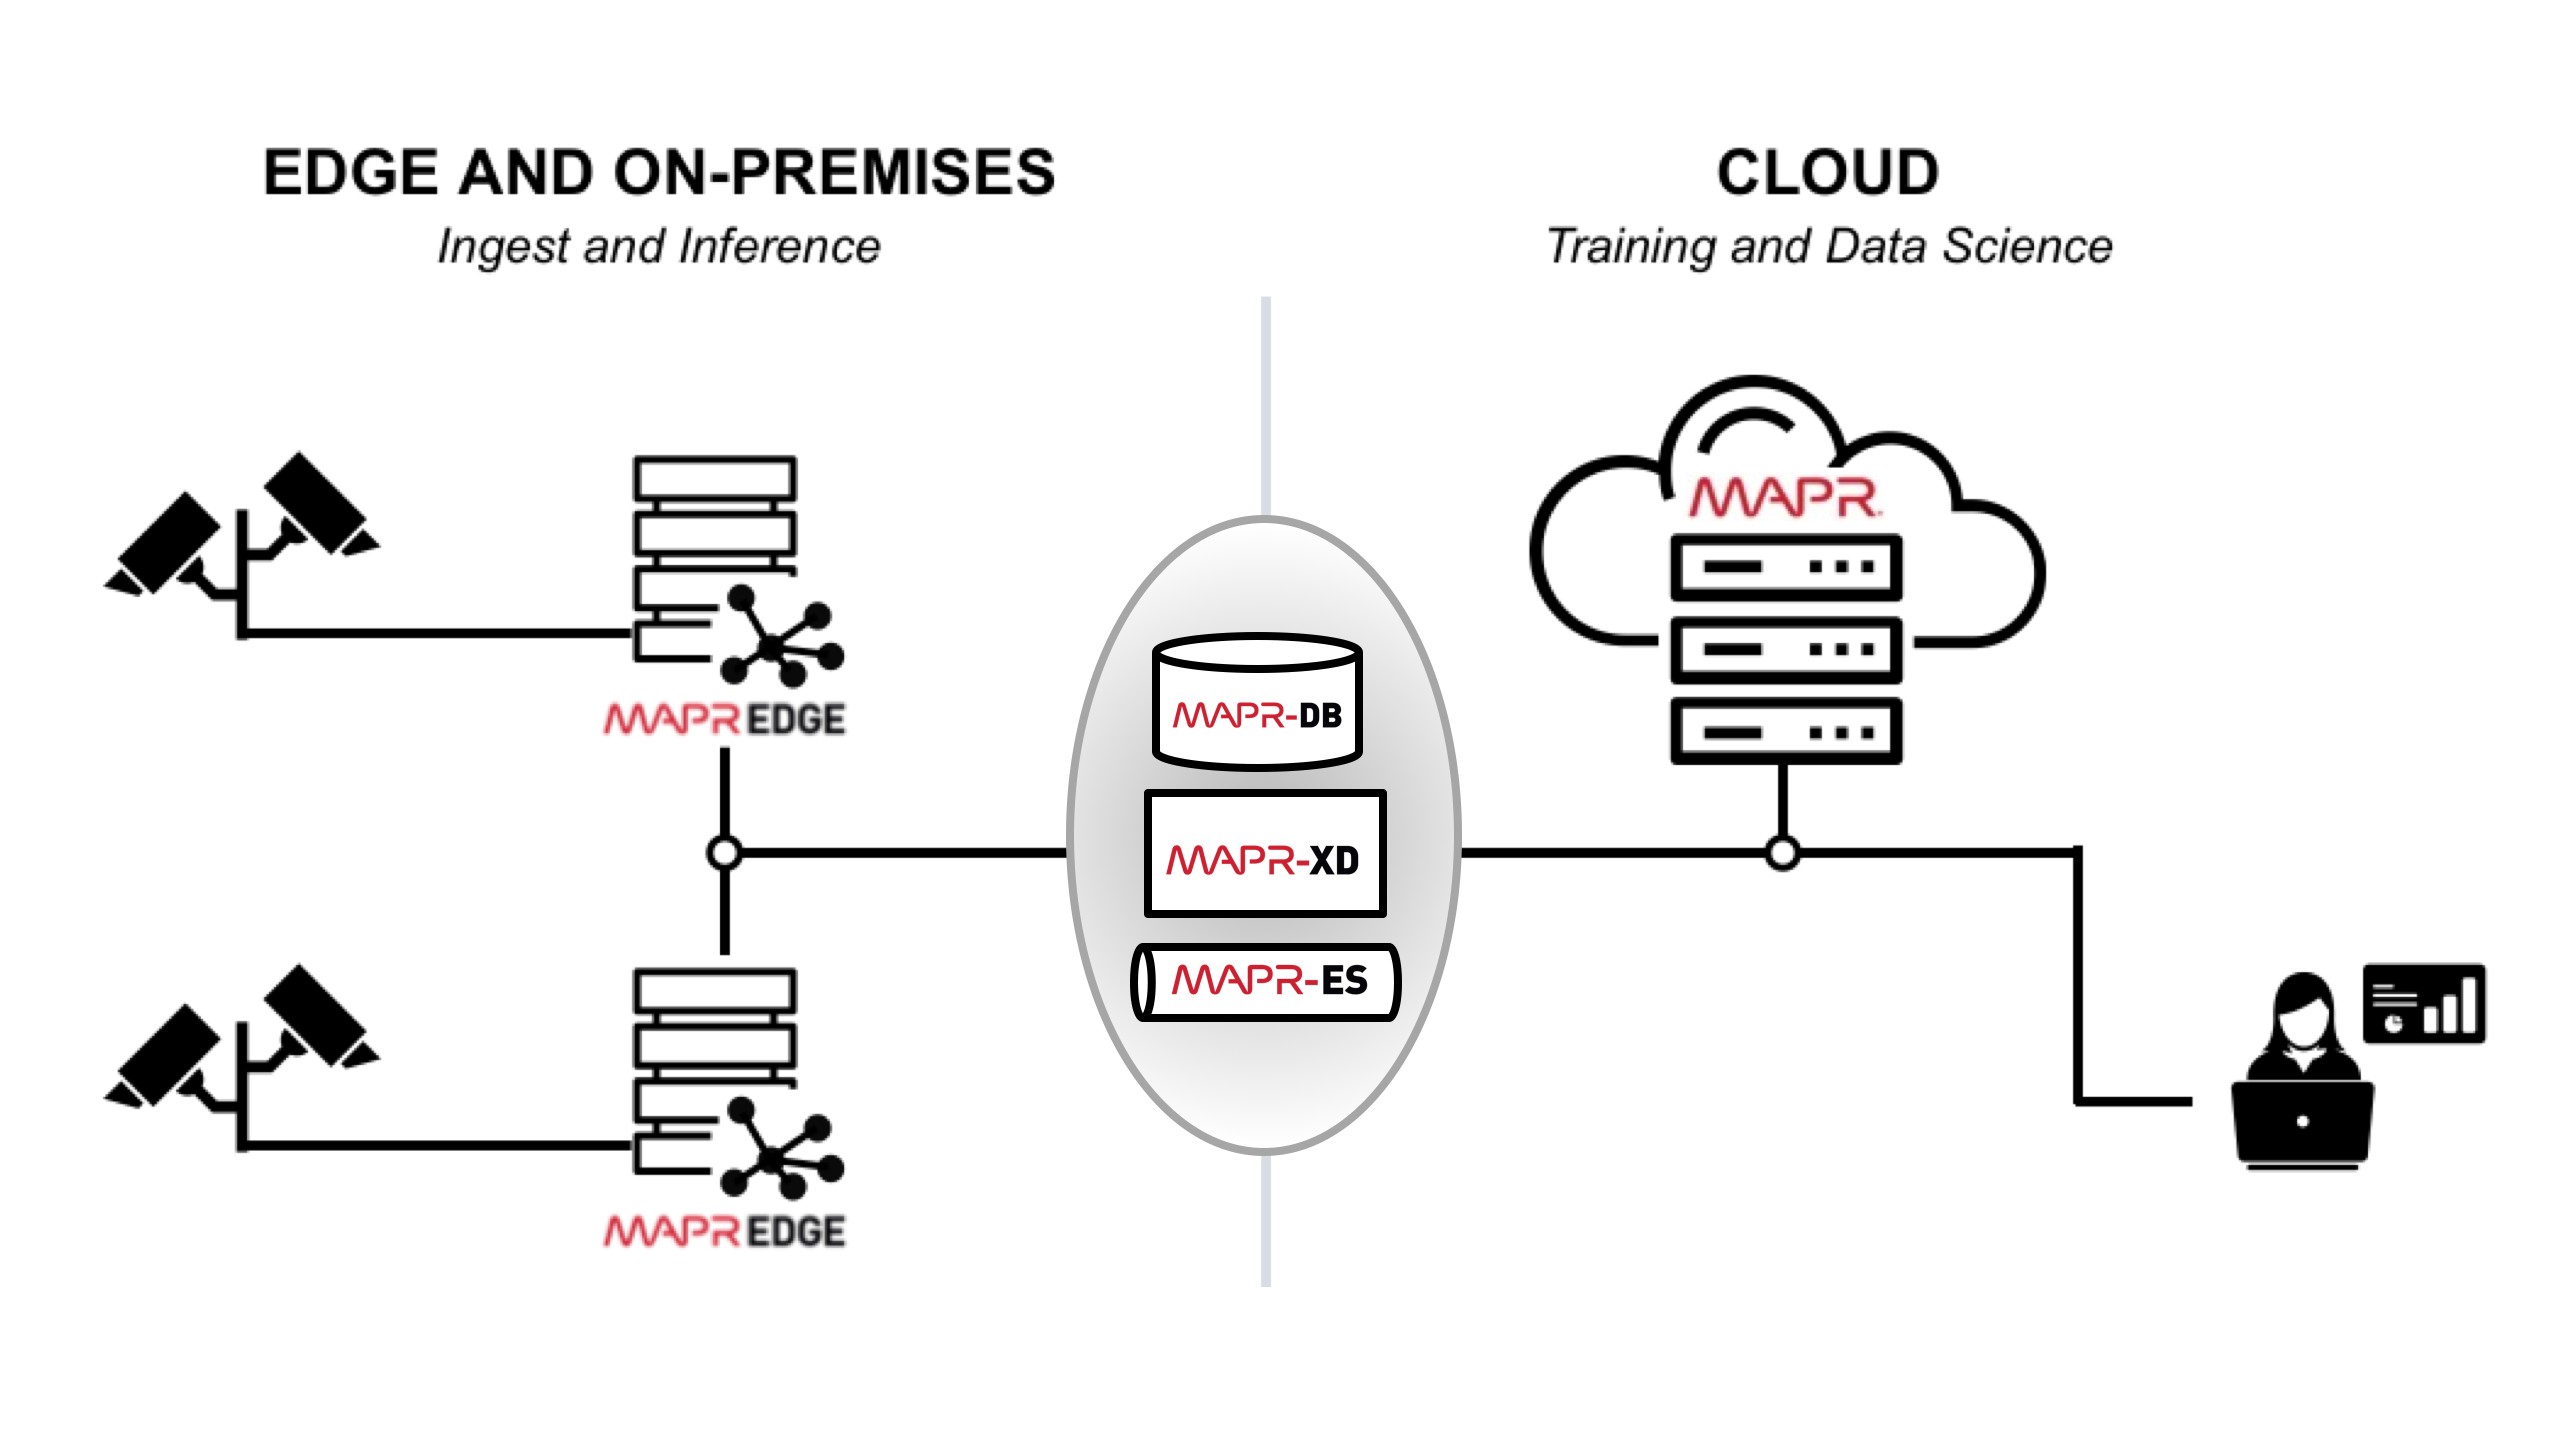 EDGE AND ON-PREMISES
Ingest and Inference
CLOUD
Training and Data Science
MAPR
MAPR EDGE
MAPR-DB
MAPR-XD
MAPR-ES
MAPR EDGE